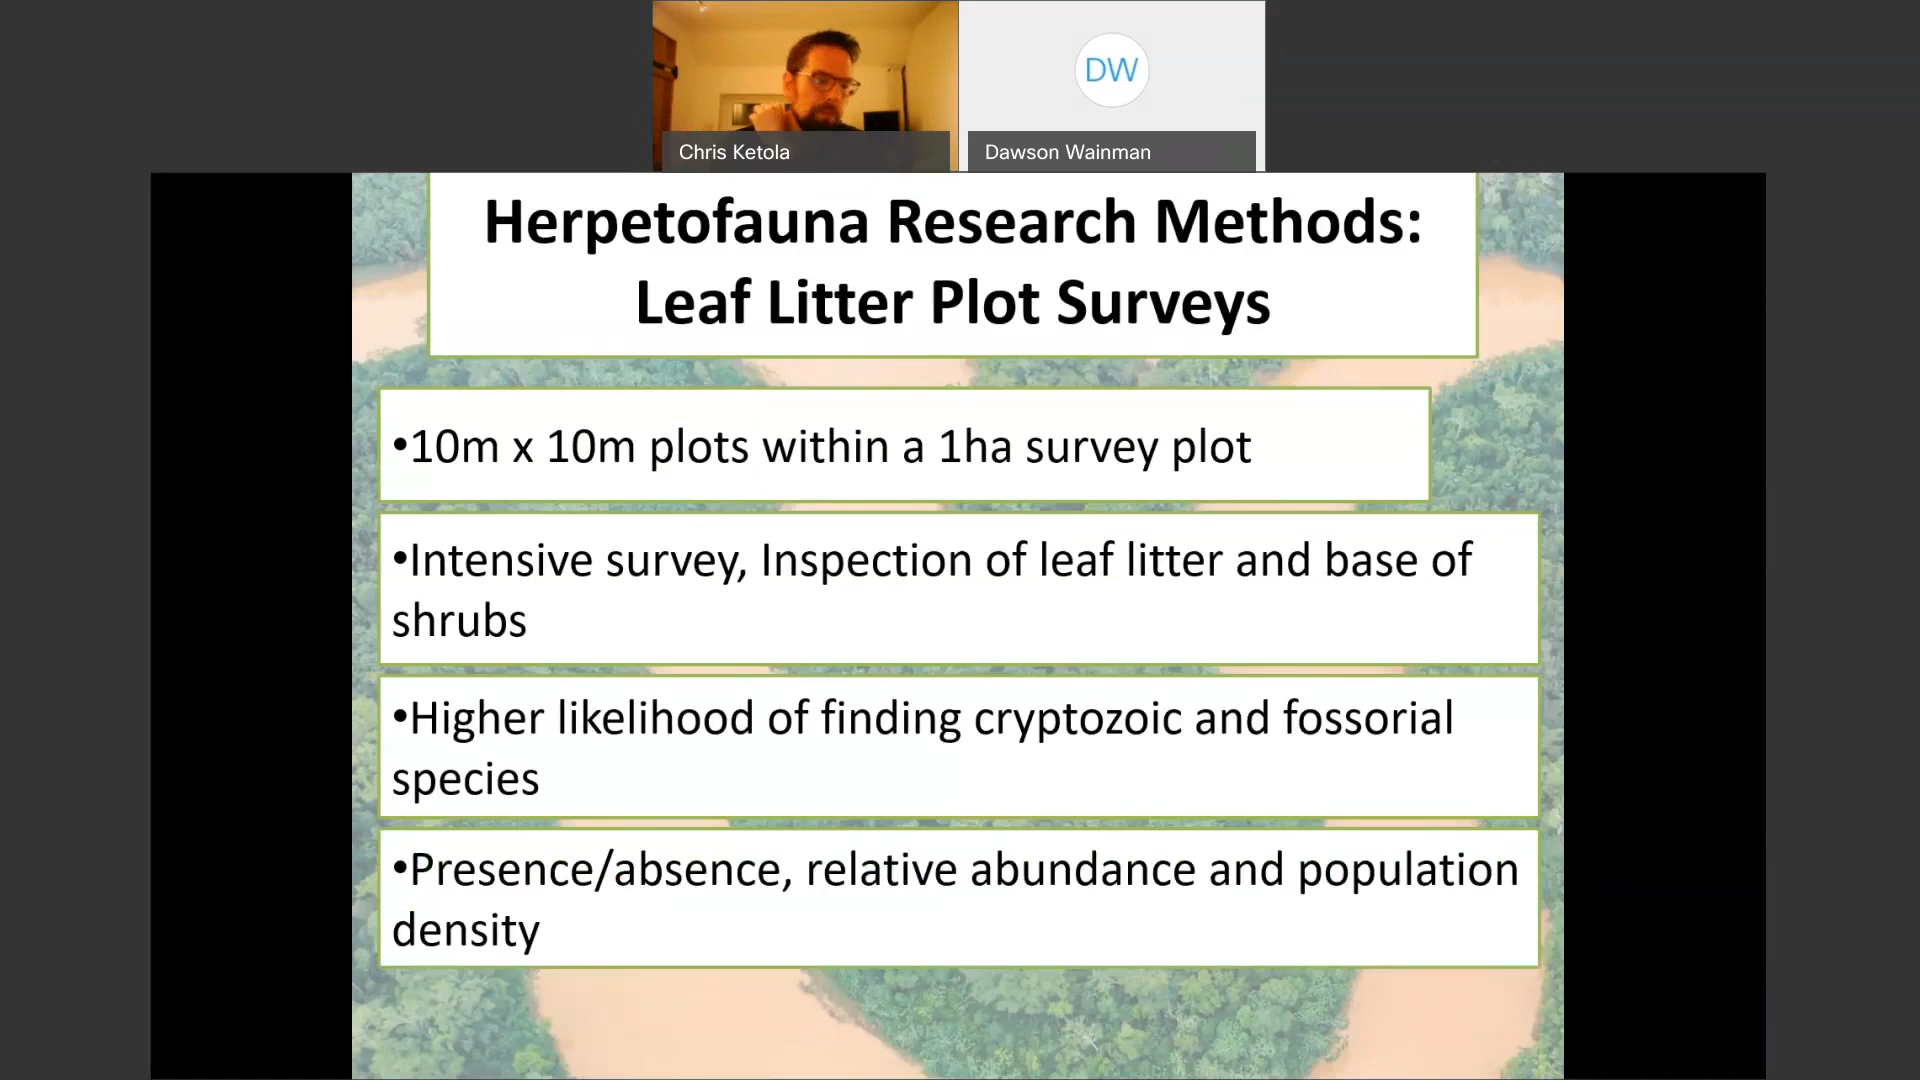 DW
Chris Ketola
Dawson Wainman
Herpetofauna Research Methods:
Leaf Litter Plot Surveys
•10m x 10m plots within a 1ha survey plot
•Intensive survey, Inspection of leaf litter and base of
shrubs
•Higher likelihood of finding cryptozoic and fossorial
species
•Presence/absence, relative abundance and population
density